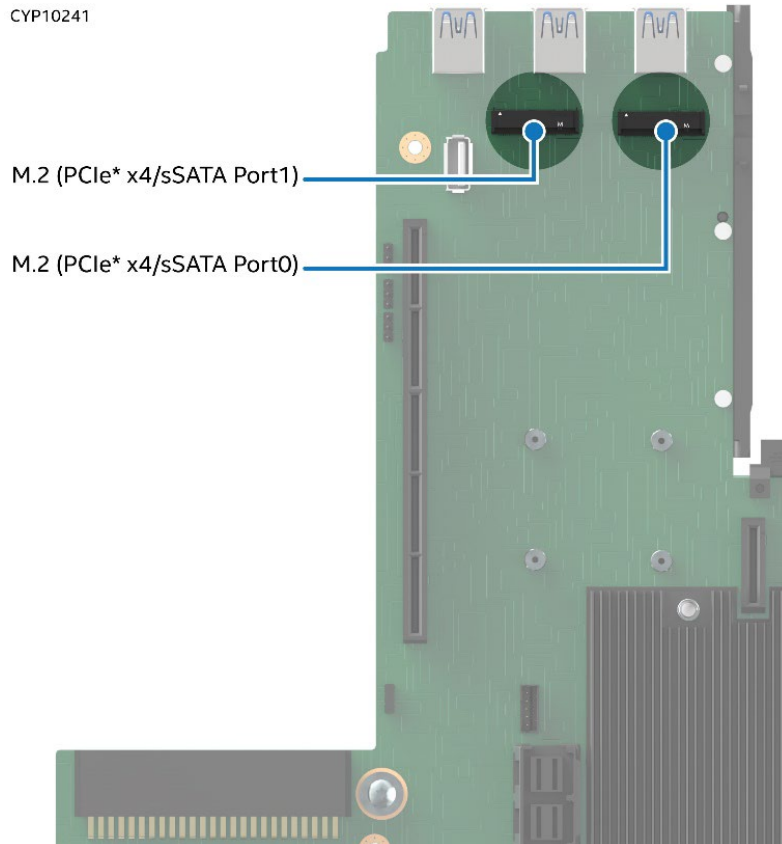 CYP10241
M.2 (PCIe* x4/sSATA Port1)
M.2 (PCIe* x4/sSATA Port0)
M
M